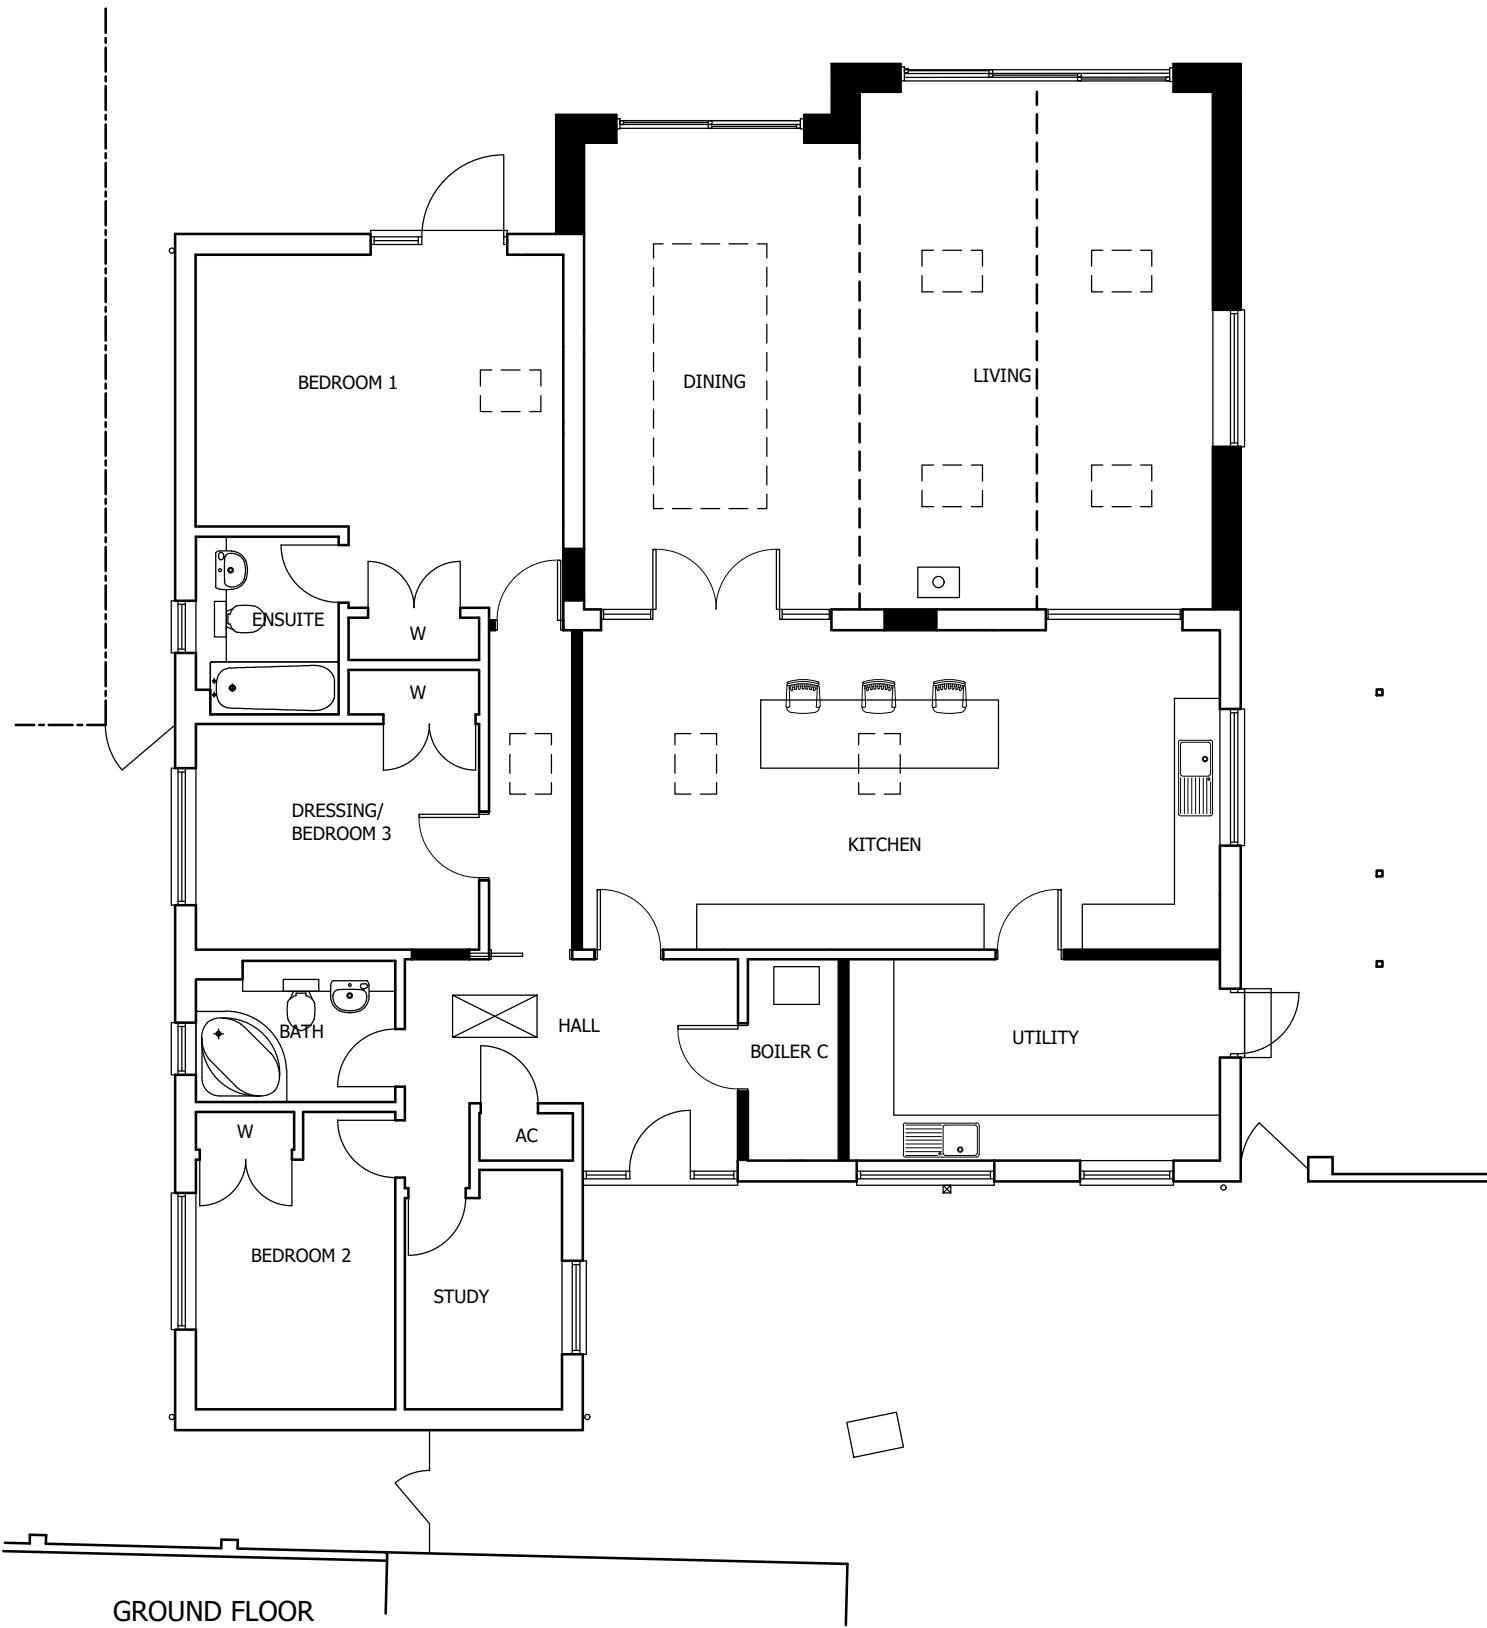 BEDROOM 1
DINING
LIVING
ENSUITE
W
W
DRESSING/
BEDROOM 3
KITCHEN
BATH
HALL
BOILER C
UTILITY
W
AC
BEDROOM 2
STUDY
GROUND FLOOR